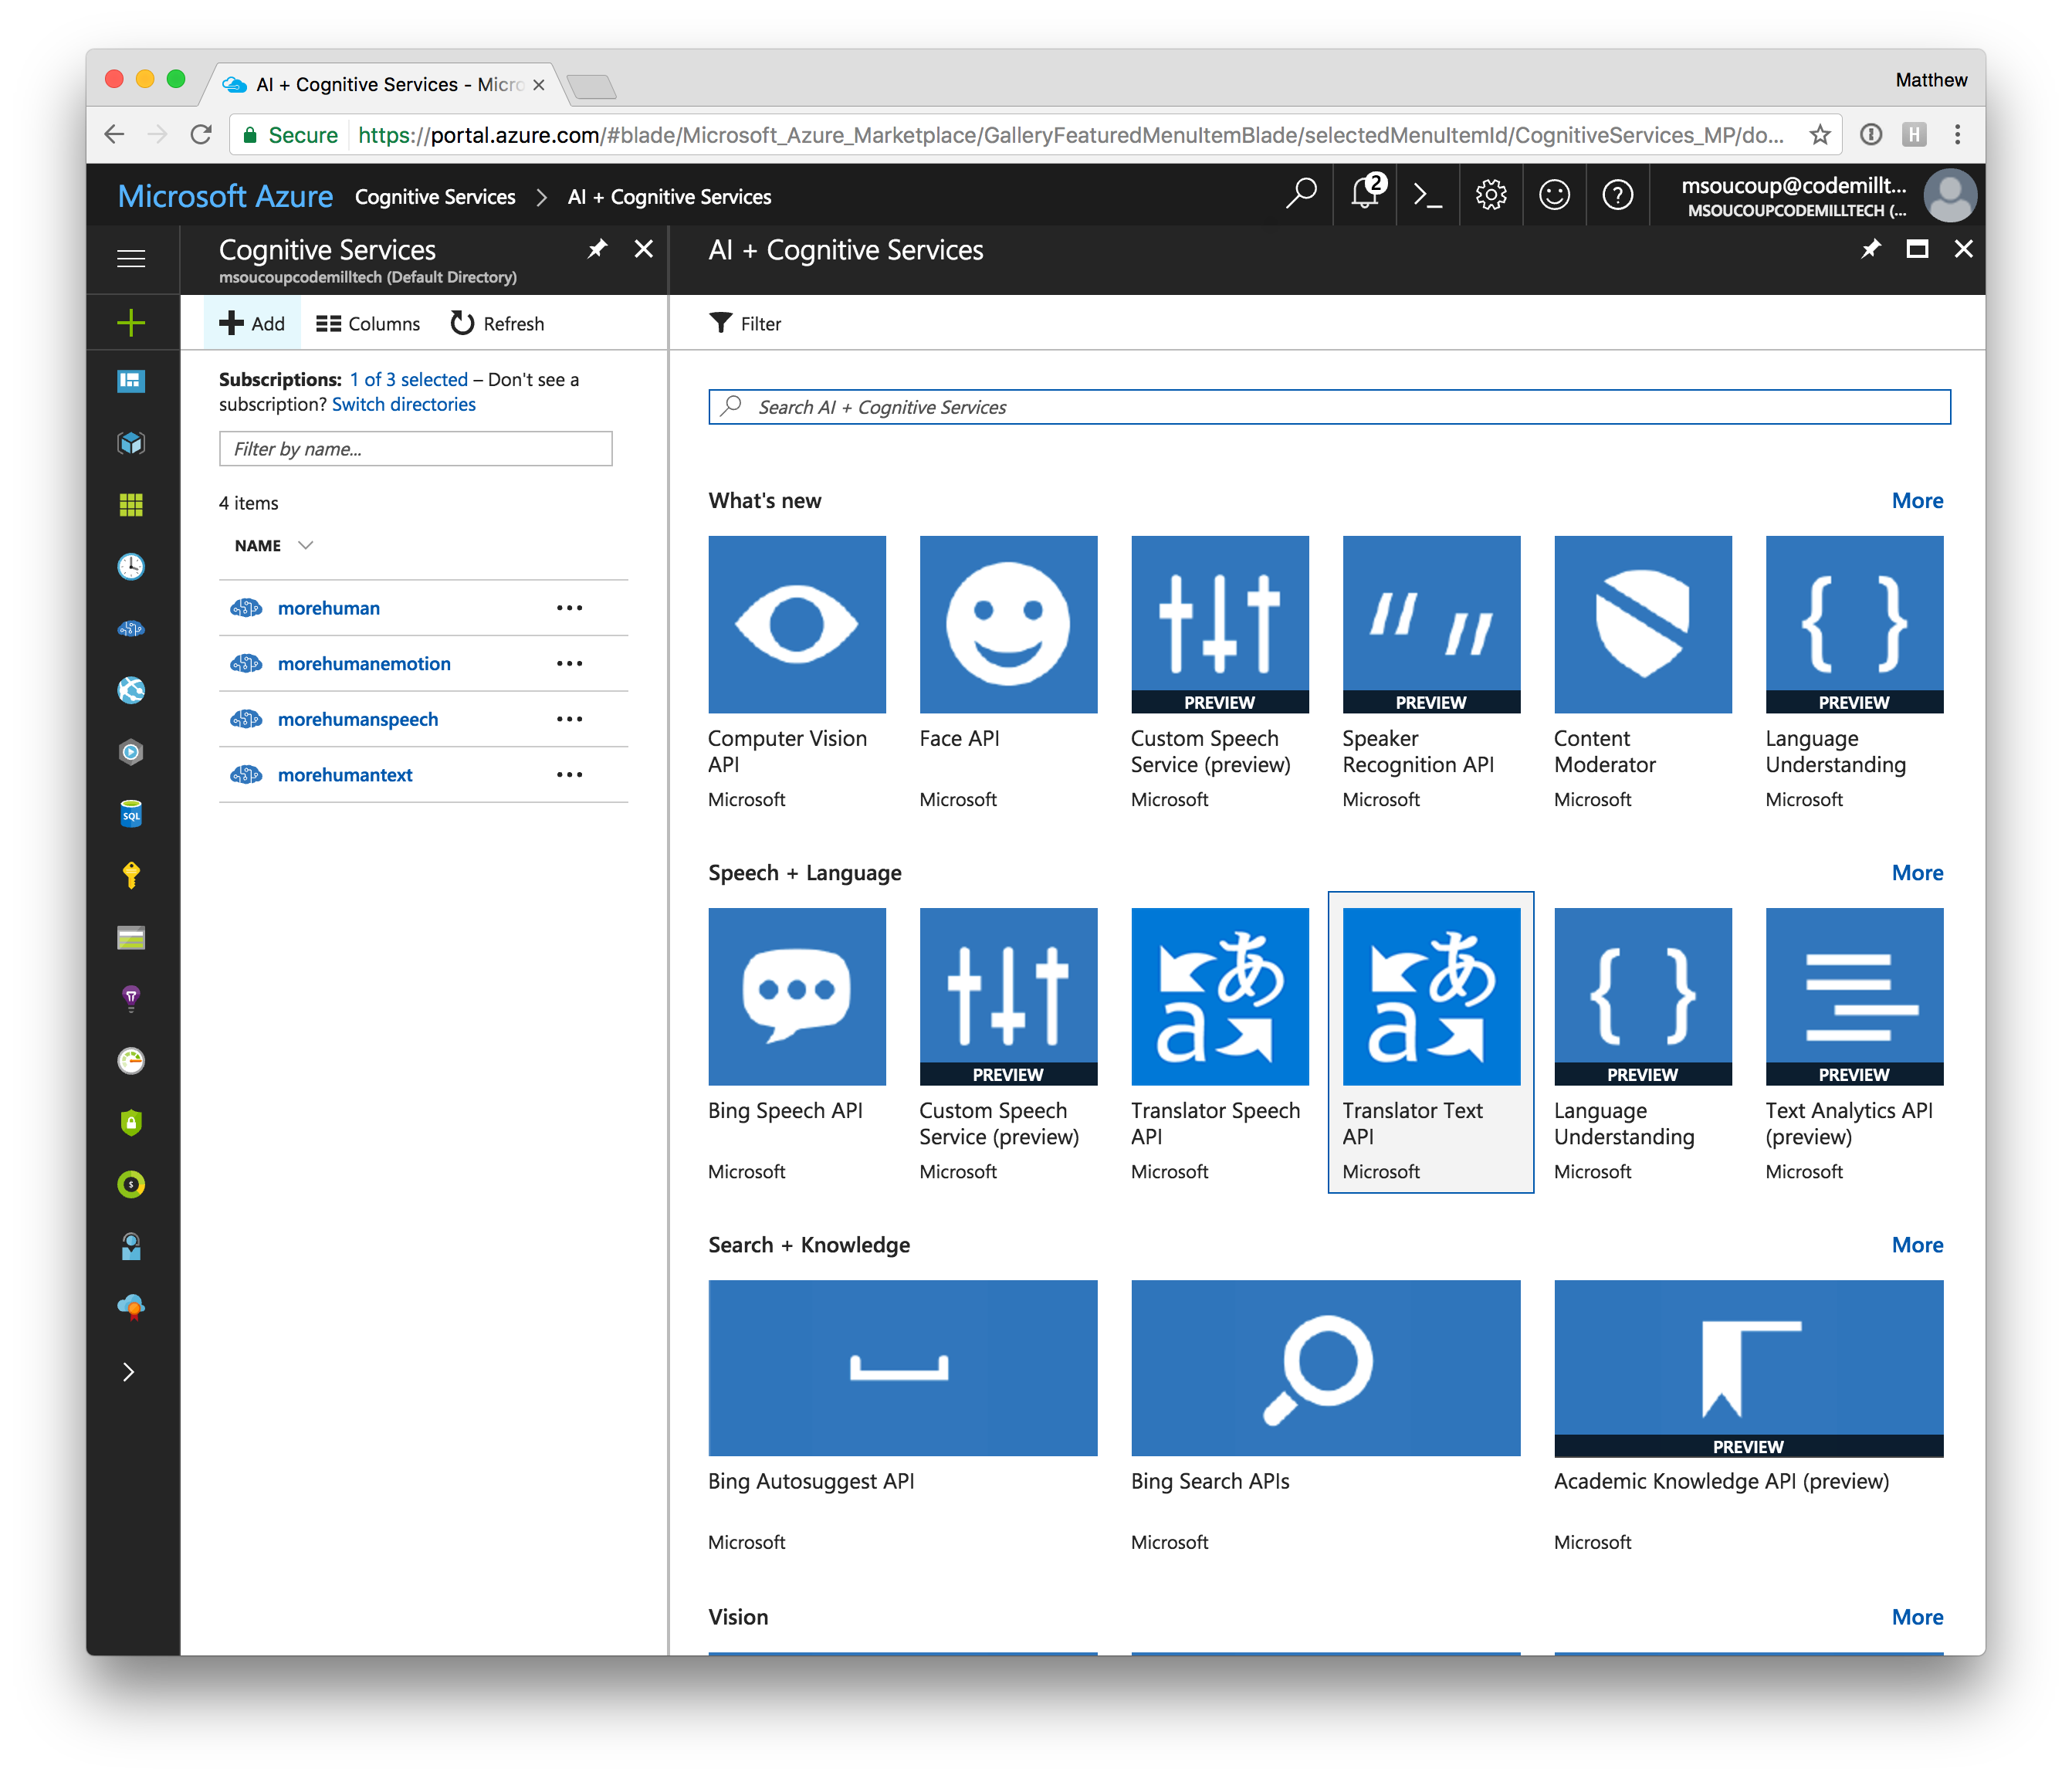 AI + Cognitive Services - Micro
Matthew
Secure https://portal.azure.com/#blade/Microsoft_Azure_Marketplace/GalleryFeaturedMenuItemBlade/selectedMenuItemId/CognitiveServices_MP/do...
H
Microsoft Azure Cognitive Services > AI + Cognitive Services
2
msoucoup@codemillt...
MSOUCOUPCODEMILLTECH (...
Cognitive Services
msoucoupcodemilltech (Default Directory)
Add Columns Refresh
Subscriptions: 1 of 3 selected – Don't see a
subscription? Switch directories
Filter by name...
4 items
NAME
morehuman
morehumanemotion
morehumanspeech
morehumantext
SQL
AI + Cognitive Services
Filter
Search AI + Cognitive Services
What's new More
PREVIEW PREVIEW PREVIEW
Computer Vision
API
Microsoft
Face API
Microsoft
Custom Speech
Service (preview)
Microsoft
Speaker
Recognition API
Microsoft
Content
Moderator
Microsoft
Language
Understanding
Microsoft
Speech + Language More
あ a
あ a
PREVIEW PREVIEW PREVIEW
Bing Speech API
Microsoft
Custom Speech
Service (preview)
Microsoft
Translator Speech
API
Microsoft
Translator Text
API
Microsoft
Language
Understanding
Microsoft
Text Analytics API
(preview)
Microsoft
Search + Knowledge More
PREVIEW
Bing Autosuggest API
Microsoft
Bing Search APIs
Microsoft
Academic Knowledge API (preview)
Microsoft
Vision More